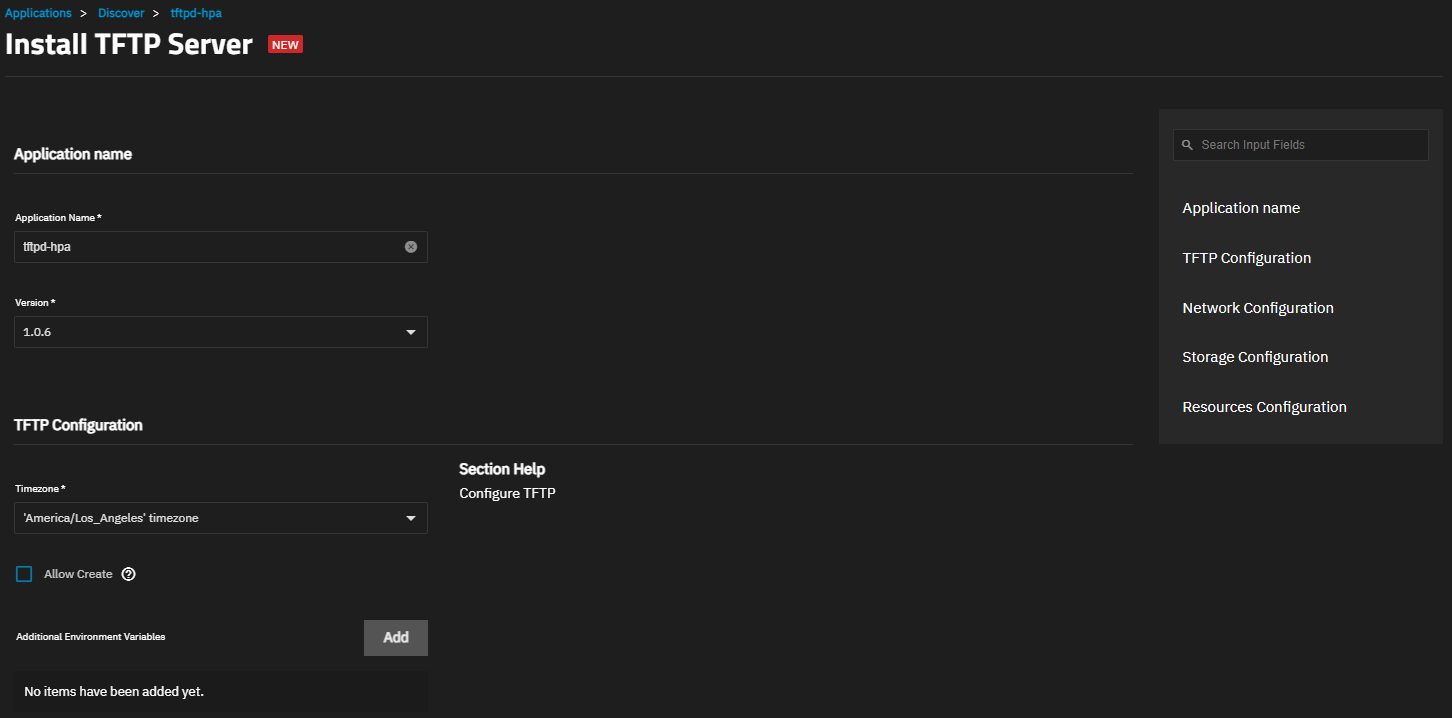 Applications > Discover > tftpd-hpa
Install TFTP Server NEW
Application name
Application Name *
tftpd-hpa
Version *
1.0.6
TFTP Configuration
Section Help
Configure TFTP
Timezone *
'America/Los_Angeles' timezone
Allow Create
Additional Environment Variables
Add
No items have been added yet.
Search Input Fields
Application name
TFTP Configuration
Network Configuration
Storage Configuration
Resources Configuration